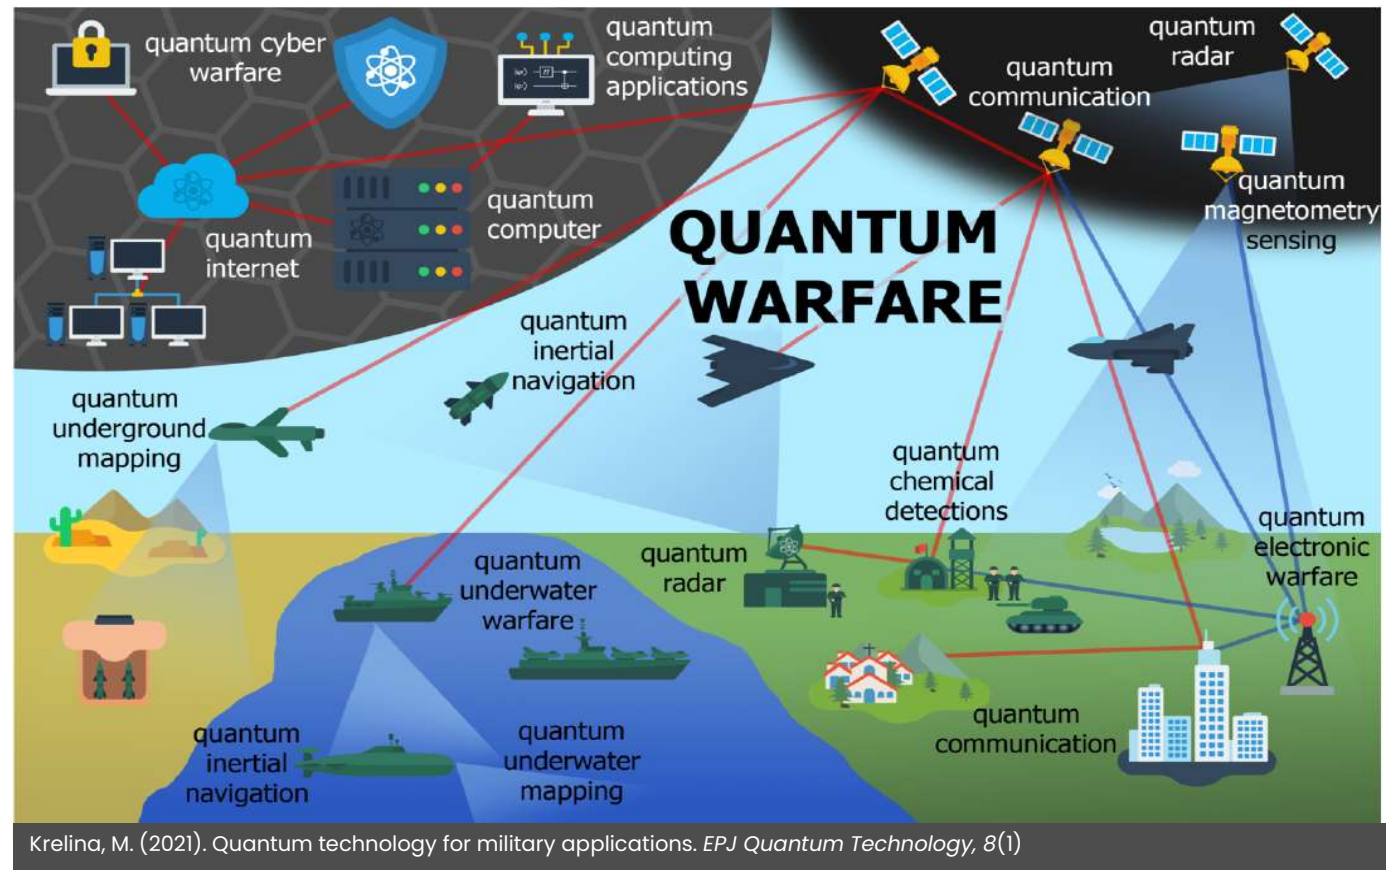 quantum cyber
warfare
quantum
computing
applications
quantum
radar
quantum
communication
quantum
magnetometry
sensing
quantum
computer
quantum
internet
QUANTUM
WARFARE
quantum
inertial
navigation
quantum
underground
mapping
quantum
chemical
detections
quantum
electronic
warfare
quantum
underwater
warfare
quantum
radar
quantum
inertial
navigation
quantum
underwater
mapping
quantum
communication
Krelina, M. (2021). Quantum technology for military applications. EPJ Quantum Technology, 8(1)